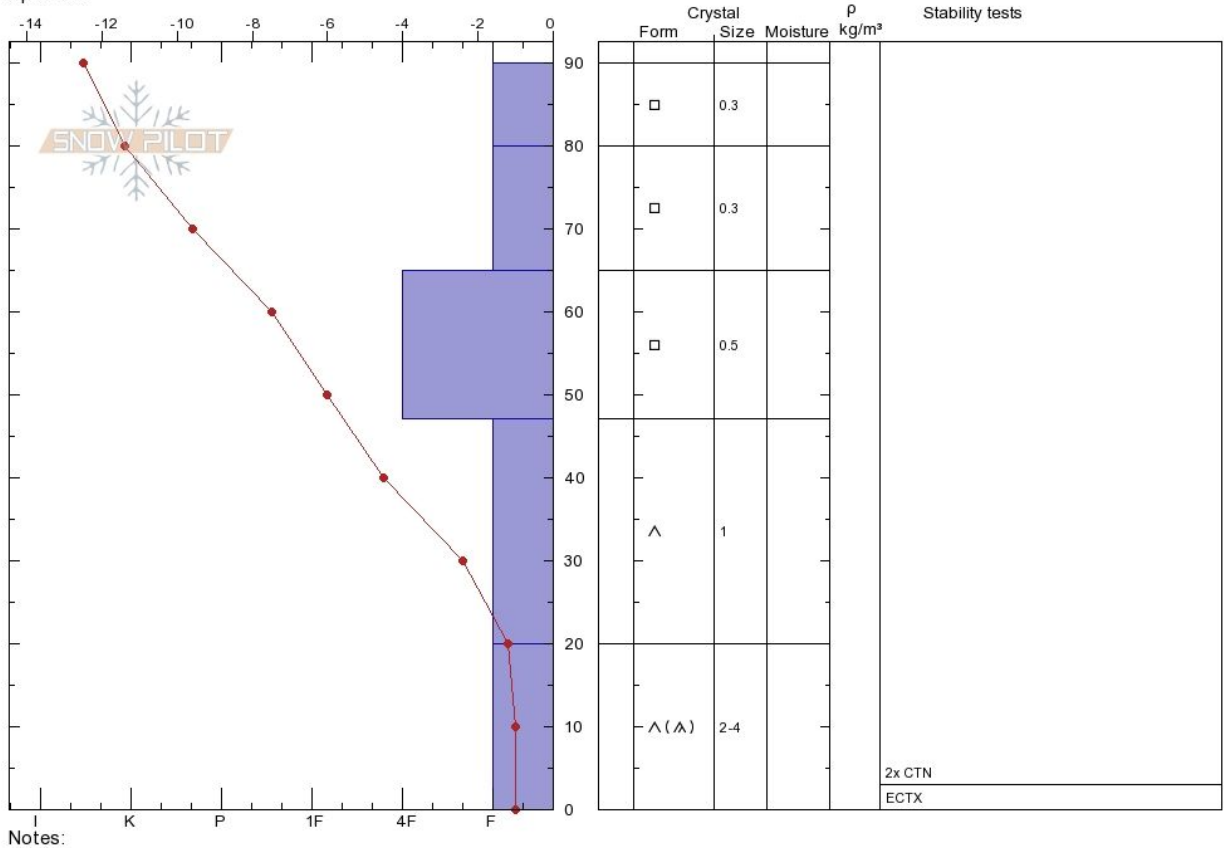 -14 -12 -10 -8 -6 -4 -2 0
Crystal ρ Stability tests
Form Size Moisture kg/m³
SNOW PILOT
90
80
70
60
50
40
30
20
10
0
□ 0.3
□ 0.3
□ 0.5
∧ 1
∧ ( ) 2-4
2x CTN
ECTX
I K P 1F 4F F
Notes: